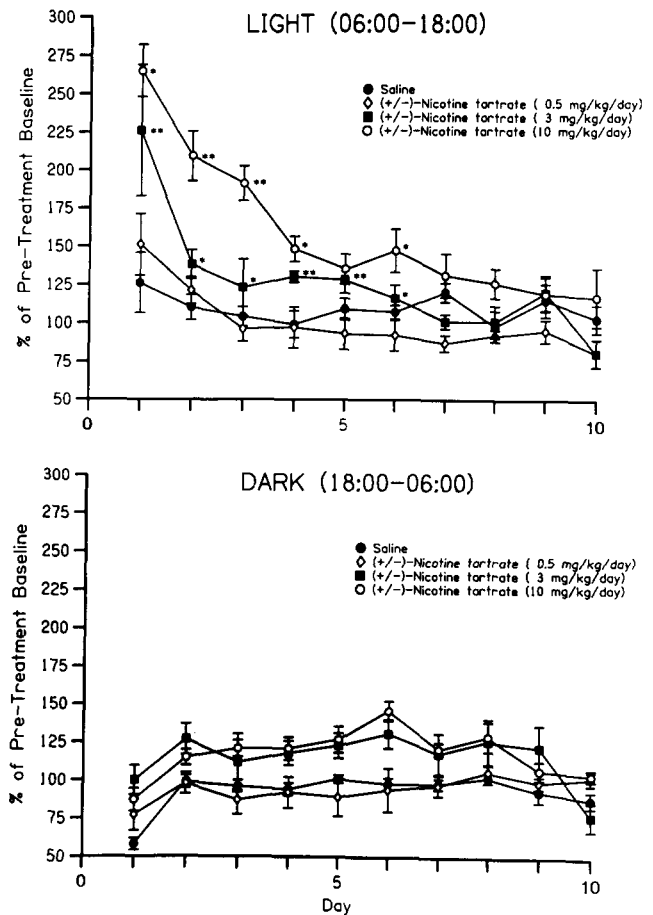 LIGHT (06:00-18:00)
% of Pre-Treatment Baseline
300
275
250
225
200
175
150
125
100
75
50
0
5
10
Saline
(+/-)-Nicotine tartrate ( 0.5 mg/kg/day)
(+/-)-Nicotine tartrate ( 3 mg/kg/day)
(+/-)-Nicotine tartrate (10 mg/kg/day)
*
**
**
**
*
*
*
**
**
*
DARK (18:00-06:00)
% of Pre-Treatment Baseline
300
275
250
225
200
175
150
125
100
75
50
0
5
10
Day
Saline
(+/-)-Nicotine tartrate ( 0.5 mg/kg/day)
(+/-)-Nicotine tartrate ( 3 mg/kg/day)
(+/-)-Nicotine tartrate (10 mg/kg/day)